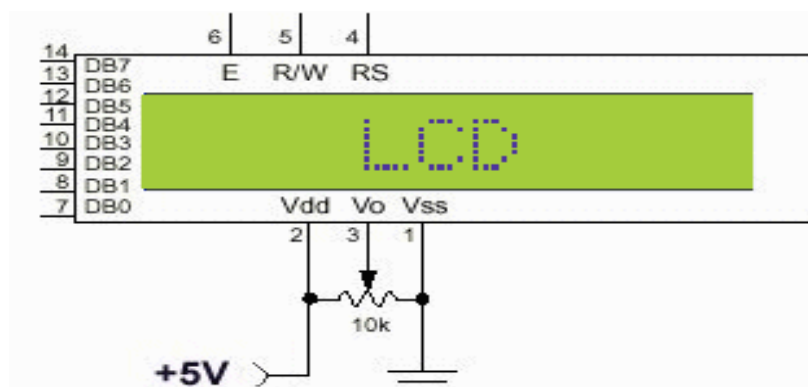 6 5 4
14 DB7 E R/W RS
13 DB6
12 DB5
11 DB4
10 DB3
9 DB2
8 DB1
7 DB0
LCD
Vdd Vo Vss
2 3 1
10k
+5V